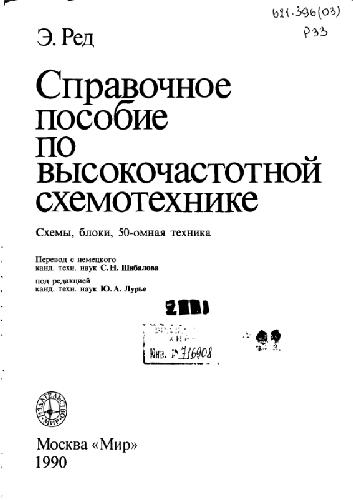 621.396(03)
Р33
Э. Ред
Справочное
пособие
по
высокочастотной
схемотехнике
Схемы, блоки, 50-омная техника
Перевод с немецкого
канд. техн. наук С. Н. Шибалова
под редакцией
канд. техн. наук Ю. А. Лурье
Москва «Мир»
1990